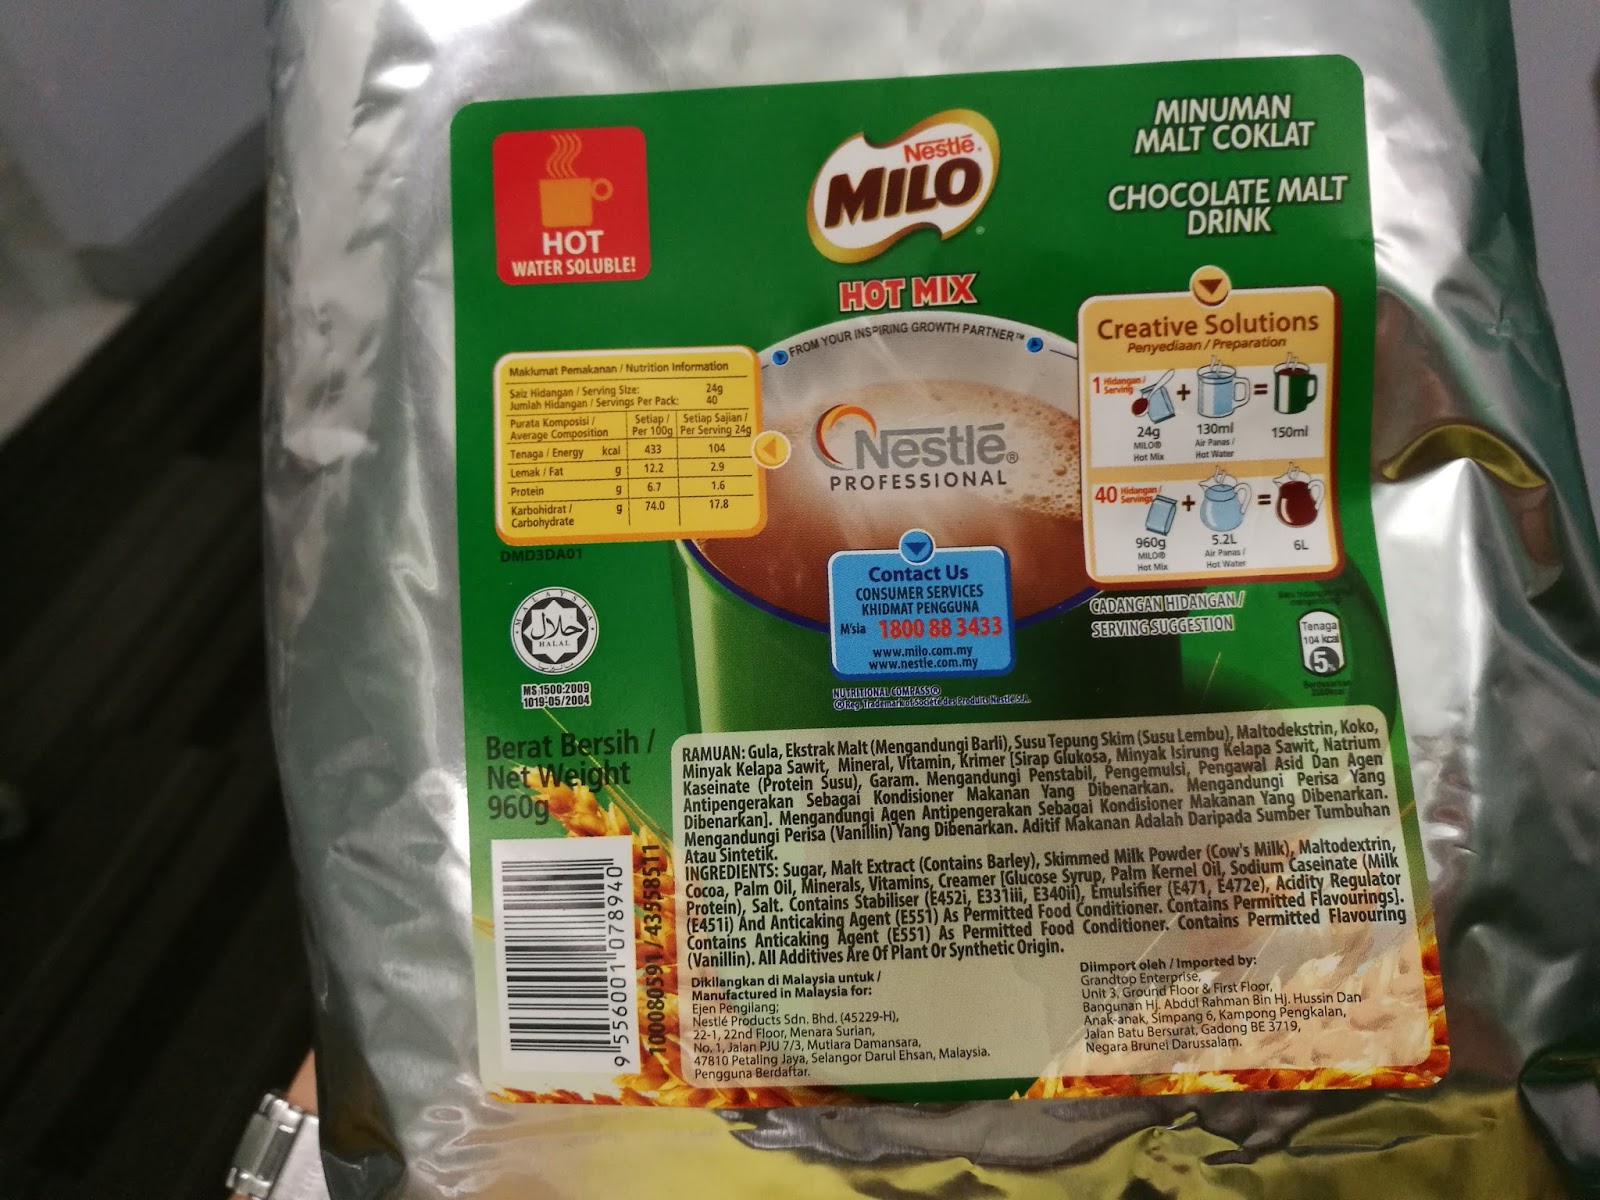 HOT
WATER SOLUBLE!
Nestlé
MILO
HOT MIX
MINUMAN
MALT COKLAT
CHOCOLATE MALT
DRINK
FROM YOUR INSPIRING GROWTH PARTNER™
Nestlé®
PROFESSIONAL
Maklumat Pemakanan / Nutrition Information
Saiz Hidangan / Serving Size: 24g
Jumlah Hidangan / Servings Per Pack: 40
Purata Komposisi / Average Composition Setiap / Per 100g Setiap Sajian / Per Serving 24g
Tenaga / Energy kcal 433 104
Lemak / Fat g 12.2 2.9
Protein g 6.7 1.6
Karbohidrat / Carbohydrate g 74.0 17.8
DMD3DA01
Creative Solutions
Penyediaan / Preparation
1 Hidangan / Serving + =
24g 130ml 150ml
MILO® Air Panas /
Hot Mix Hot Water
40 Hidangan / Servings + =
960g 5.2L 6L
MILO® Air Panas /
Hot Mix Hot Water
CADANGAN HIDANGAN /
SERVING SUGGESTION
Tenaga
104 kcal
5%
Contact Us
CONSUMER SERVICES
KHIDMAT PENGGUNA
M'sia 1800 88 3433
www.milo.com.my
www.nestle.com.my
NUTRITIONAL COMPASS®
® Reg. Trademark of Société des Produits Nestlé S.A.
MALAYSIA
حلال
HALAL
MS 1500:2009
1019-05/2004
Berat Bersih /
Net Weight
960g
RAMUAN: Gula, Ekstrak Malt (Mengandungi Barli), Susu Tepung Skim (Susu Lembu), Maltodekstrin, Koko,
Minyak Kelapa Sawit, Mineral, Vitamin, Krimer [Sirap Glukosa, Minyak Isirung Kelapa Sawit, Natrium
Kaseinate (Protein Susu), Garam. Mengandungi Penstabil, Pengemulsi, Pengawal Asid Dan Agen
Antipengerakan Sebagai Kondisioner Makanan Yang Dibenarkan. Mengandungi Perisa Yang
Dibenarkan]. Mengandungi Agen Antipengerakan Sebagai Kondisioner Makanan Yang Dibenarkan.
Mengandungi Perisa (Vanillin) Yang Dibenarkan. Aditif Makanan Adalah Daripada Sumber Tumbuhan
Atau Sintetik.
INGREDIENTS: Sugar, Malt Extract (Contains Barley), Skimmed Milk Powder (Cow's Milk), Maltodextrin,
Cocoa, Palm Oil, Minerals, Vitamins, Creamer [Glucose Syrup, Palm Kernel Oil, Sodium Caseinate (Milk
Protein), Salt. Contains Stabiliser (E452i, E331iii, E340ii), Emulsifier (E471, E472e), Acidity Regulator
(E451i) And Anticaking Agent (E551) As Permitted Food Conditioner. Contains Permitted Flavourings].
Contains Anticaking Agent (E551) As Permitted Food Conditioner. Contains Permitted Flavouring
(Vanillin). All Additives Are Of Plant Or Synthetic Origin.
9 556001 078940
100080591 / 43558511
Dikilangkan di Malaysia untuk /
Manufactured in Malaysia for:
Ejen Pengilang;
Nestlé Products Sdn. Bhd. (45229-H),
22-1, 22nd Floor, Menara Surian,
No. 1, Jalan PJU 7/3, Mutiara Damansara,
47810 Petaling Jaya, Selangor Darul Ehsan, Malaysia.
Pengguna Berdaftar.
Diimport oleh / Imported by:
Grandtop Enterprise,
Unit 3, Ground Floor & First Floor,
Bangunan Hj. Abdul Rahman Bin Hj. Hussin Dan
Anak-anak, Simpang 6, Kampong Pengkalan,
Jalan Batu Bersurat, Gadong BE 3719,
Negara Brunei Darussalam.